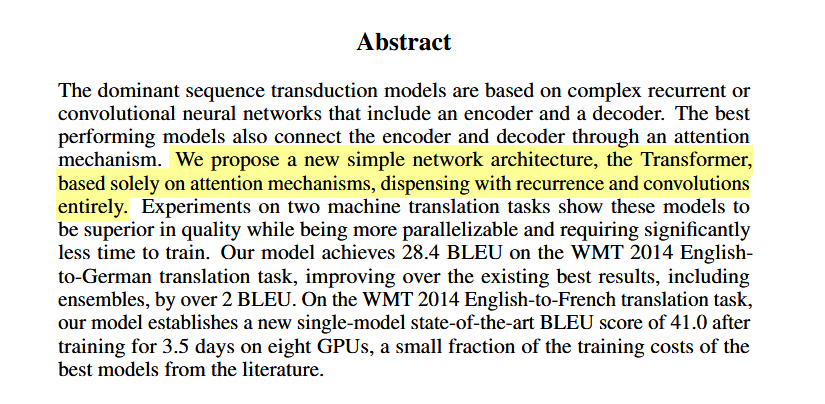 Abstract
The dominant sequence transduction models are based on complex recurrent or
convolutional neural networks that include an encoder and a decoder. The best
performing models also connect the encoder and decoder through an attention
mechanism. We propose a new simple network architecture, the Transformer,
based solely on attention mechanisms, dispensing with recurrence and convolutions
entirely. Experiments on two machine translation tasks show these models to
be superior in quality while being more parallelizable and requiring significantly
less time to train. Our model achieves 28.4 BLEU on the WMT 2014 English-
to-German translation task, improving over the existing best results, including
ensembles, by over 2 BLEU. On the WMT 2014 English-to-French translation task,
our model establishes a new single-model state-of-the-art BLEU score of 41.0 after
training for 3.5 days on eight GPUs, a small fraction of the training costs of the
best models from the literature.